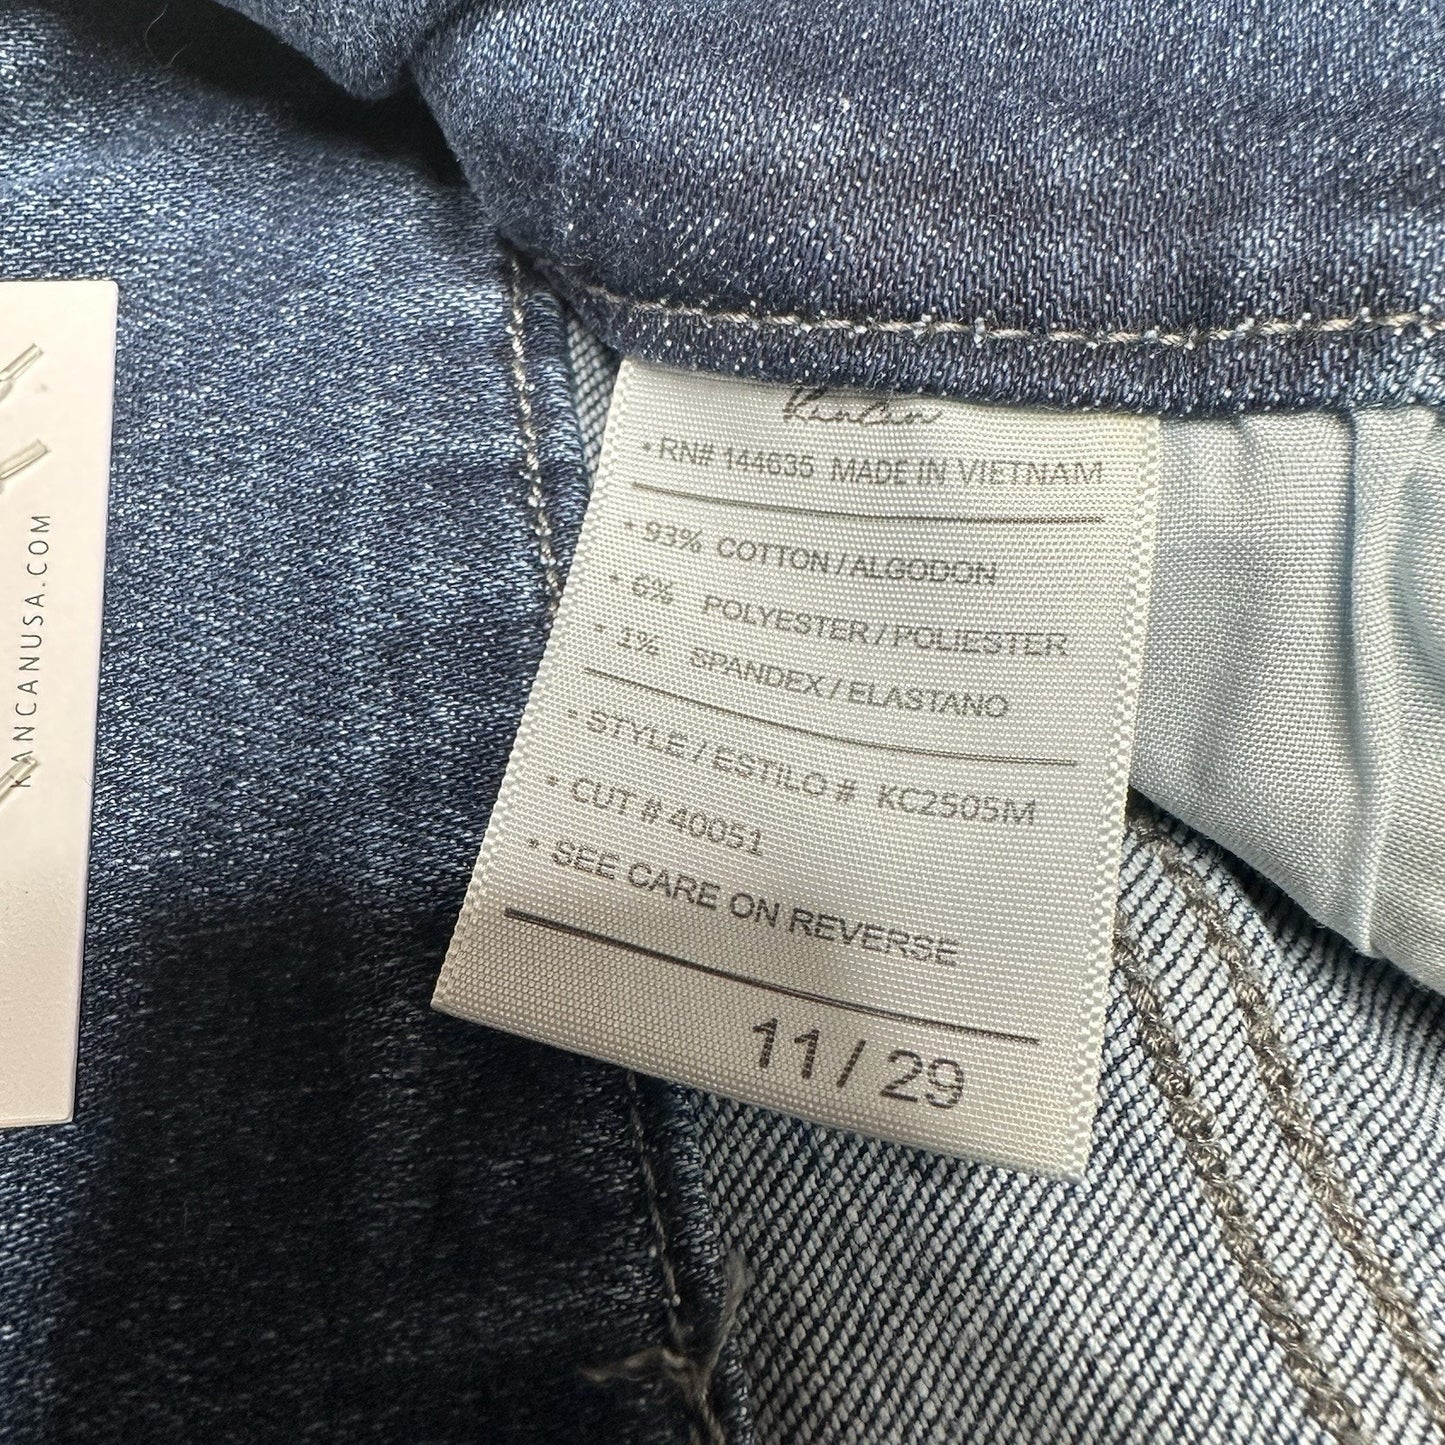 KanCan
• RN# 144635 MADE IN VIETNAM
• 93% COTTON / ALGODON
• 6% POLYESTER / POLIESTER
• 1% SPANDEX / ELASTANO
• STYLE / ESTILO # KC2505M
• CUT # 40051
• SEE CARE ON REVERSE
11 / 29
KANCANUSA.COM